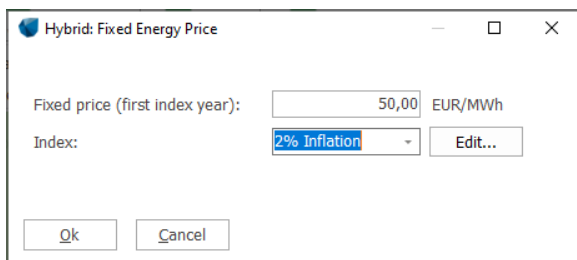 Hybrid: Fixed Energy Price
Fixed price (first index year): 50,00 EUR/MWh
Index: 2% Inflation Edit...
Ok Cancel